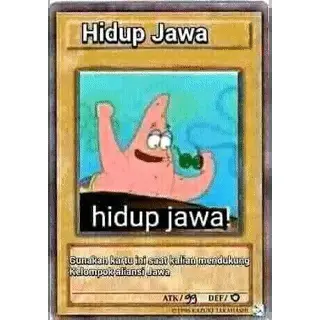 Hidup Jawa
hidup jawa!
Gunakan kartu ini saat kalian mendukung
Kelompok aliansi Jawa
ATK/99 DEF/0
©1996 KAZUKI TAKAHASHI